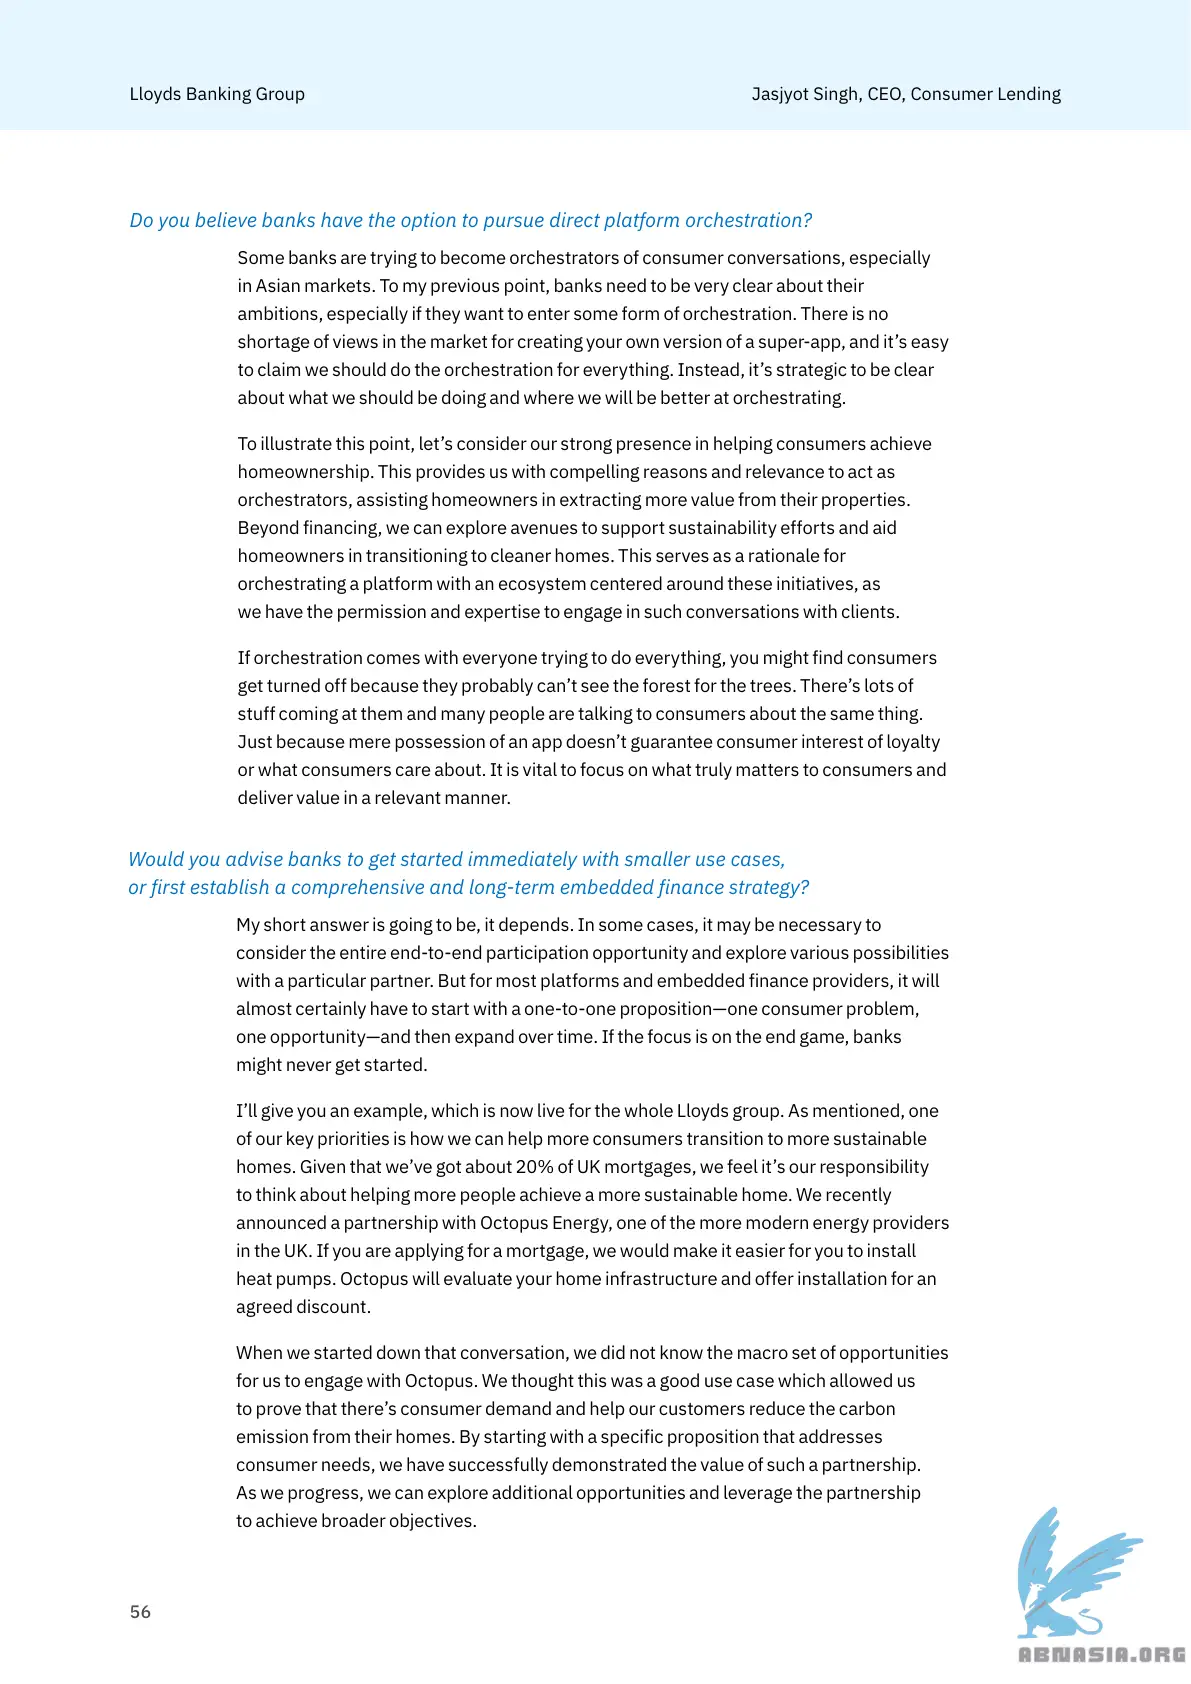 Lloyds Banking Group
Jasjyot Singh, CEO, Consumer Lending
Do you believe banks have the option to pursue direct platform orchestration?
Some banks are trying to become orchestrators of consumer conversations, especially
in Asian markets. To my previous point, banks need to be very clear about their
ambitions, especially if they want to enter some form of orchestration. There is no
shortage of views in the market for creating your own version of a super-app, and it’s easy
to claim we should do the orchestration for everything. Instead, it’s strategic to be clear
about what we should be doing and where we will be better at orchestrating.
To illustrate this point, let’s consider our strong presence in helping consumers achieve
homeownership. This provides us with compelling reasons and relevance to act as
orchestrators, assisting homeowners in extracting more value from their properties.
Beyond financing, we can explore avenues to support sustainability efforts and aid
homeowners in transitioning to cleaner homes. This serves as a rationale for
orchestrating a platform with an ecosystem centered around these initiatives, as
we have the permission and expertise to engage in such conversations with clients.
If orchestration comes with everyone trying to do everything, you might find consumers
get turned off because they probably can’t see the forest for the trees. There’s lots of
stuff coming at them and many people are talking to consumers about the same thing.
Just because mere possession of an app doesn’t guarantee consumer interest of loyalty
or what consumers care about. It is vital to focus on what truly matters to consumers and
deliver value in a relevant manner.
Would you advise banks to get started immediately with smaller use cases,
or first establish a comprehensive and long-term embedded finance strategy?
My short answer is going to be, it depends. In some cases, it may be necessary to
consider the entire end-to-end participation opportunity and explore various possibilities
with a particular partner. But for most platforms and embedded finance providers, it will
almost certainly have to start with a one-to-one proposition—one consumer problem,
one opportunity—and then expand over time. If the focus is on the end game, banks
might never get started.
I’ll give you an example, which is now live for the whole Lloyds group. As mentioned, one
of our key priorities is how we can help more consumers transition to more sustainable
homes. Given that we’ve got about 20% of UK mortgages, we feel it’s our responsibility
to think about helping more people achieve a more sustainable home. We recently
announced a partnership with Octopus Energy, one of the more modern energy providers
in the UK. If you are applying for a mortgage, we would make it easier for you to install
heat pumps. Octopus will evaluate your home infrastructure and offer installation for an
agreed discount.
When we started down that conversation, we did not know the macro set of opportunities
for us to engage with Octopus. We thought this was a good use case which allowed us
to prove that there’s consumer demand and help our customers reduce the carbon
emission from their homes. By starting with a specific proposition that addresses
consumer needs, we have successfully demonstrated the value of such a partnership.
As we progress, we can explore additional opportunities and leverage the partnership
to achieve broader objectives.
56
ABNASIA.ORG